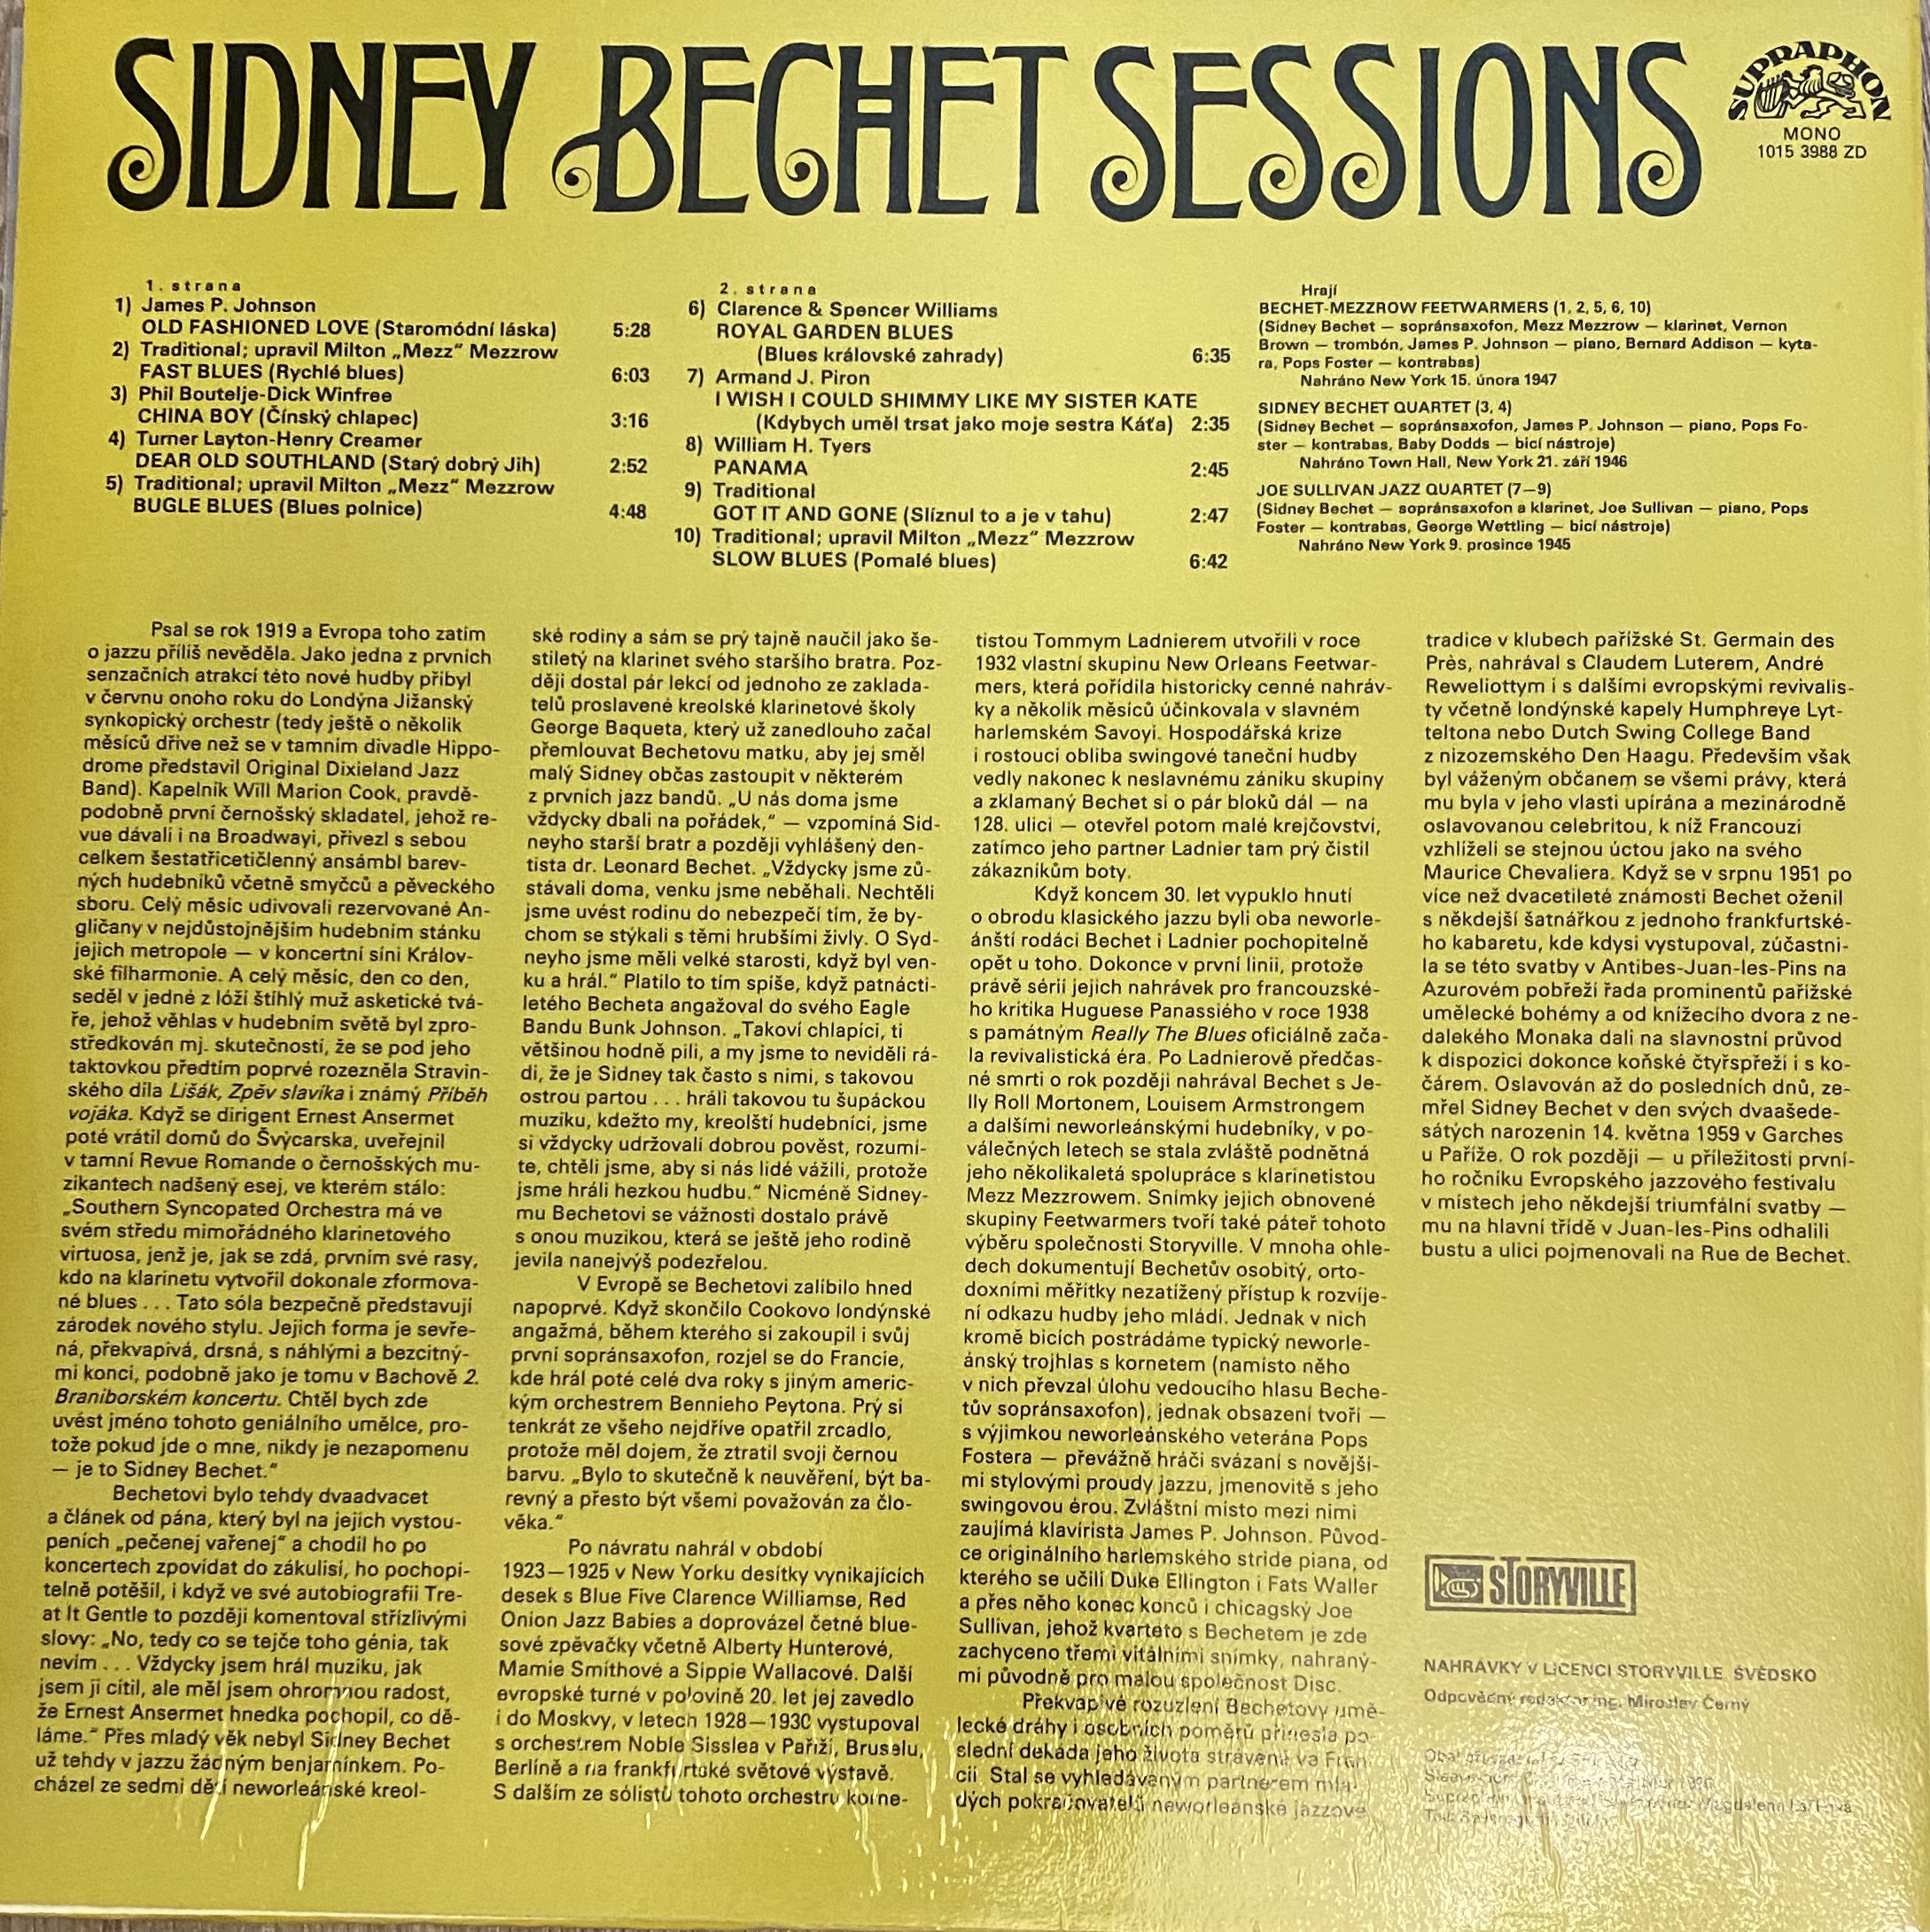 SIDNEY BECHET SESSIONS
SUPRAPHON
MONO
1015 3988 ZD
1. strana
1) James P. Johnson
OLD FASHIONED LOVE (Staromódní láska) 5:28
2) Traditional; upravil Milton „Mezz“ Mezzrow
FAST BLUES (Rychlé blues) 6:03
3) Phil Boutelje-Dick Winfree
CHINA BOY (Čínský chlapec) 3:16
4) Turner Layton-Henry Creamer
DEAR OLD SOUTHLAND (Starý dobrý Jih) 2:52
5) Traditional; upravil Milton „Mezz“ Mezzrow
BUGLE BLUES (Blues polnice) 4:48
2. strana
6) Clarence & Spencer Williams
ROYAL GARDEN BLUES
(Blues královské zahrady) 6:35
7) Armand J. Piron
I WISH I COULD SHIMMY LIKE MY SISTER KATE
(Kdybych uměl trsat jako moje sestra Káťa) 2:35
8) William H. Tyers
PANAMA 2:45
9) Traditional
GOT IT AND GONE (Slíznul to a je v tahu) 2:47
10) Traditional; upravil Milton „Mezz“ Mezzrow
SLOW BLUES (Pomalé blues) 6:42
Hrají
BECHET-MEZZROW FEETWARMERS (1, 2, 5, 6, 10)
(Sidney Bechet — sopránsaxofon, Mezz Mezzrow — klarinet, Vernon
Brown — trombón, James P. Johnson — piano, Bernard Addison — kyta-
ra, Pops Foster — kontrabas)
Nahráno New York 15. února 1947
SIDNEY BECHET QUARTET (3, 4)
(Sidney Bechet — sopránsaxofon, James P. Johnson — piano, Pops Fo-
ster — kontrabas, Baby Dodds — bicí nástroje)
Nahráno Town Hall, New York 21. září 1946
JOE SULLIVAN JAZZ QUARTET (7—9)
(Sidney Bechet — sopránsaxofon a klarinet, Joe Sullivan — piano, Pops
Foster — kontrabas, George Wettling — bicí nástroje)
Nahráno New York 9. prosince 1945
Psal se rok 1919 a Evropa toho zatím
o jazzu příliš nevěděla. Jako jedna z prvních
senzačních atrakcí této nové hudby přibyl
v červnu onoho roku do Londýna Jižanský
synkopický orchestr (tedy ještě o několik
měsíců dříve než se v tamním divadle Hippo-
drome představil Original Dixieland Jazz
Band). Kapelník Will Marion Cook, pravdě-
podobně první černošský skladatel, jehož re-
vue dávali i na Broadwayi, přivezl s sebou
celkem šestatřicetičlenný ansámbl barev-
ných hudebníků včetně smyčců a pěveckého
sboru. Celý měsíc udivovali rezervované An-
gličany v nejdůstojnějším hudebním stánku
jejich metropole — v koncertní síni Králov-
ské filharmonie. A celý měsíc, den co den,
seděl v jedné z lóží štíhlý muž asketické tvá-
ře, jehož věhlas v hudebním světě byl zpro-
středkován mj. skutečností, že se pod jeho
taktovkou předtím poprvé rozezněla Stravin-
ského díla Lišák, Zpěv slavíka i známý Příběh
vojáka. Když se dirigent Ernest Ansermet
poté vrátil domů do Švýcarska, uveřejnil
v tamní Revue Romande o černošských mu-
zikantech nadšený esej, ve kterém stálo:
„Southern Syncopated Orchestra má ve
svém středu mimořádného klarinetového
virtuosa, jenž je, jak se zdá, prvním své rasy,
kdo na klarinetu vytvořil dokonale zformova-
né blues . . . Tato sóla bezpečně představují
zárodek nového stylu. Jejich forma je sevře-
ná, překvapivá, drsná, s náhlými a bezcitný-
mi konci, podobně jako je tomu v Bachově 2.
Braniborském koncertu. Chtěl bych zde
uvést jméno tohoto geniálního umělce, pro-
tože pokud jde o mne, nikdy je nezapomenu
— je to Sidney Bechet.“
Bechetovi bylo tehdy dvaadvacet
a článek od pána, který byl na jejich vystou-
peních „pečenej vařenej“ a chodil ho po
koncertech zpovídat do zákulisí, ho pochopi-
telně potěšil, i když ve své autobiografii Tre-
at It Gentle to později komentoval střízlivými
slovy: „No, tedy co se tejče toho génia, tak
nevím . . . Vždycky jsem hrál muziku, jak
jsem ji cítil, ale měl jsem ohromnou radost,
že Ernest Ansermet hnedka pochopil, co dě-
láme.“ Přes mladý věk nebyl Sidney Bechet
už tehdy v jazzu žádným benjamínkem. Po-
cházel ze sedmi dětí neworleánské kreol-
ské rodiny a sám se prý tajně naučil jako še-
stiletý na klarinet svého staršího bratra. Poz-
ději dostal pár lekcí od jednoho ze zaklada-
telů proslavené kreolské klarinetové školy
George Baqueta, který už zanedlouho začal
přemlouvat Bechetovu matku, aby jej směl
malý Sidney občas zastoupit v některém
z prvních jazz bandů. „U nás doma jsme
vždycky dbali na pořádek,“ — vzpomíná Sid-
neyho starší bratr a později vyhlášený den-
tista dr. Leonard Bechet. „Vždycky jsme zů-
stávali doma, venku jsme neběhali. Nechtěli
jsme uvést rodinu do nebezpečí tím, že by-
chom se stýkali s těmi hrubšími živly. O Syd-
neyho jsme měli velké starosti, když byl ven-
ku a hrál.“ Platilo to tím spíše, když patnácti-
letého Becheta angažoval do svého Eagle
Bandu Bunk Johnson. „Takoví chlapíci, ti
většinou hodně pili, a my jsme to neviděli rá-
di, že je Sidney tak často s nimi, s takovou
ostrou partou . . . hráli takovou tu šupáckou
muziku, kdežto my, kreolští hudebníci, jsme
si vždycky udržovali dobrou pověst, rozumí-
te, chtěli jsme, aby si nás lidé vážili, protože
jsme hráli hezkou hudbu.“ Nicméně Sidney-
mu Bechetovi se vážnosti dostalo právě
s onou muzikou, která se ještě jeho rodině
jevila nanejvýš podezřelou.
V Evropě se Bechetovi zalíbilo hned
napoprvé. Když skončilo Cookovo londýnské
angažmá, během kterého si zakoupil i svůj
první sopránsaxofon, rozjel se do Francie,
kde hrál poté celé dva roky s jiným americ-
kým orchestrem Bennieho Peytona. Prý si
tenkrát ze všeho nejdříve opatřil zrcadlo,
protože měl dojem, že ztratil svoji černou
barvu. „Bylo to skutečně k neuvěření, být ba-
revný a přesto být všemi považován za člo-
věka.“
Po návratu nahrál v období
1923—1925 v New Yorku desítky vynikajících
desek s Blue Five Clarence Williamse, Red
Onion Jazz Babies a doprovázel četné blue-
sové zpěvačky včetně Alberty Hunterové,
Mamie Smithové a Sippie Wallacové. Další
evropské turné v polovině 20. let jej zavedlo
i do Moskvy, v letech 1928—1930 vystupoval
s orchestrem Noble Sisslea v Paříži, Bruselu,
Berlíně a na frankfurtské světové výstavě.
S dalším ze sólistů tohoto orchestru korne-
tistou Tommym Ladnierem utvořili v roce
1932 vlastní skupinu New Orleans Feetwar-
mers, která pořídila historicky cenné nahráv-
ky a několik měsíců účinkovala v slavném
harlemském Savoyi. Hospodářská krize
i rostoucí obliba swingové taneční hudby
vedly nakonec k neslavnému zániku skupiny
a zklamaný Bechet si o pár bloků dál — na
128. ulici — otevřel potom malé krejčovství,
zatímco jeho partner Ladnier tam prý čistil
zákazníkům boty.
Když koncem 30. let vypuklo hnutí
o obrodu klasického jazzu byli oba neworle-
ánští rodáci Bechet i Ladnier pochopitelně
opět u toho. Dokonce v první linii, protože
právě sérií jejich nahrávek pro francouzské-
ho kritika Huguese Panassiého v roce 1938
s památným Really The Blues oficiálně zača-
la revivalistická éra. Po Ladnierově předčas-
né smrti o rok později nahrával Bechet s Je-
lly Roll Mortonem, Louisem Armstrongem
a dalšími neworleánskými hudebníky, v po-
válečných letech se stala zvláště podnětná
jeho několikaletá spolupráce s klarinetistou
Mezz Mezzrowem. Snímky jejich obnovené
skupiny Feetwarmers tvoří také páteř tohoto
výběru společnosti Storyville. V mnoha ohle-
dech dokumentují Bechetův osobitý, orto-
doxními měřítky nezatížený přístup k rozvíje-
ní odkazu hudby jeho mládí. Jednak v nich
kromě bicích postrádáme typický neworle-
ánský trojhlas s kornetem (namísto něho
v nich převzal úlohu vedoucího hlasu Beche-
tův sopránsaxofon), jednak obsazení tvoří —
s výjimkou neworleánského veterána Pops
Fostera — převážně hráči svázaní s novější-
mi stylovými proudy jazzu, jmenovitě s jeho
swingovou érou. Zvláštní místo mezi nimi
zaujímá klavírista James P. Johnson. Původ-
ce originálního harlemského stride piana, od
kterého se učili Duke Ellington i Fats Waller
a přes něho konec konců i chicagský Joe
Sullivan, jehož kvarteto s Bechetem je zde
zachyceno třemi vitálními snímky, nahraný-
mi původně pro malou společnost Disc.
Překvapivé rozuzlení Bechetovy umě-
lecké dráhy i osobních poměrů přinesla po-
slední dekáda jeho života strávená ve Fran-
cii. Stal se vyhledávaným partnerem mla-
dých pokračovatelů neworleánské jazzové
tradice v klubech pařížské St. Germain des
Près, nahrával s Claudem Luterem, André
Reweliottym i s dalšími evropskými revivalis-
ty včetně londýnské kapely Humphreye Lyt-
teltona nebo Dutch Swing College Band
z nizozemského Den Haagu. Především však
byl váženým občanem se všemi právy, která
mu byla v jeho vlasti upírána a mezinárodně
oslavovanou celebritou, k níž Francouzi
vzhlíželi se stejnou úctou jako na svého
Maurice Chevaliera. Když se v srpnu 1951 po
více než dvacetileté známosti Bechet oženil
s někdejší šatnářkou z jednoho frankfurtské-
ho kabaretu, kde kdysi vystupoval, zúčastni-
la se této svatby v Antibes-Juan-les-Pins na
Azurovém pobřeží řada prominentů pařížské
umělecké bohémy a od knížecího dvora z ne-
dalekého Monaka dali na slavnostní průvod
k dispozici dokonce koňské čtyřspřeží i s ko-
čárem. Oslavován až do posledních dnů, ze-
mřel Sidney Bechet v den svých dvaašede-
sátých narozenin 14. května 1959 v Garches
u Paříže. O rok později — u příležitosti první-
ho ročníku Evropského jazzového festivalu
v místech jeho někdejší triumfální svatby —
mu na hlavní třídě v Juan-les-Pins odhalili
bustu a ulici pojmenovali na Rue de Bechet.
STORYVILLE
NAHRÁVKY V LICENCI STORYVILLE, ŠVÉDSKO
Odpovědný redaktor ing. Miroslav Černý